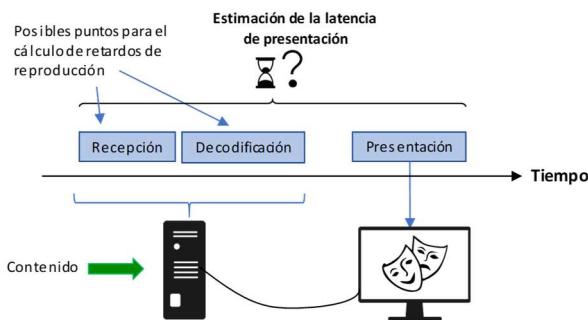 Estimación de la latencia
de presentación
Posibles puntos para el
cálculo de retardos de
reproducción
?
Recepción
Decodificación
Presentación
Tiempo
Contenido